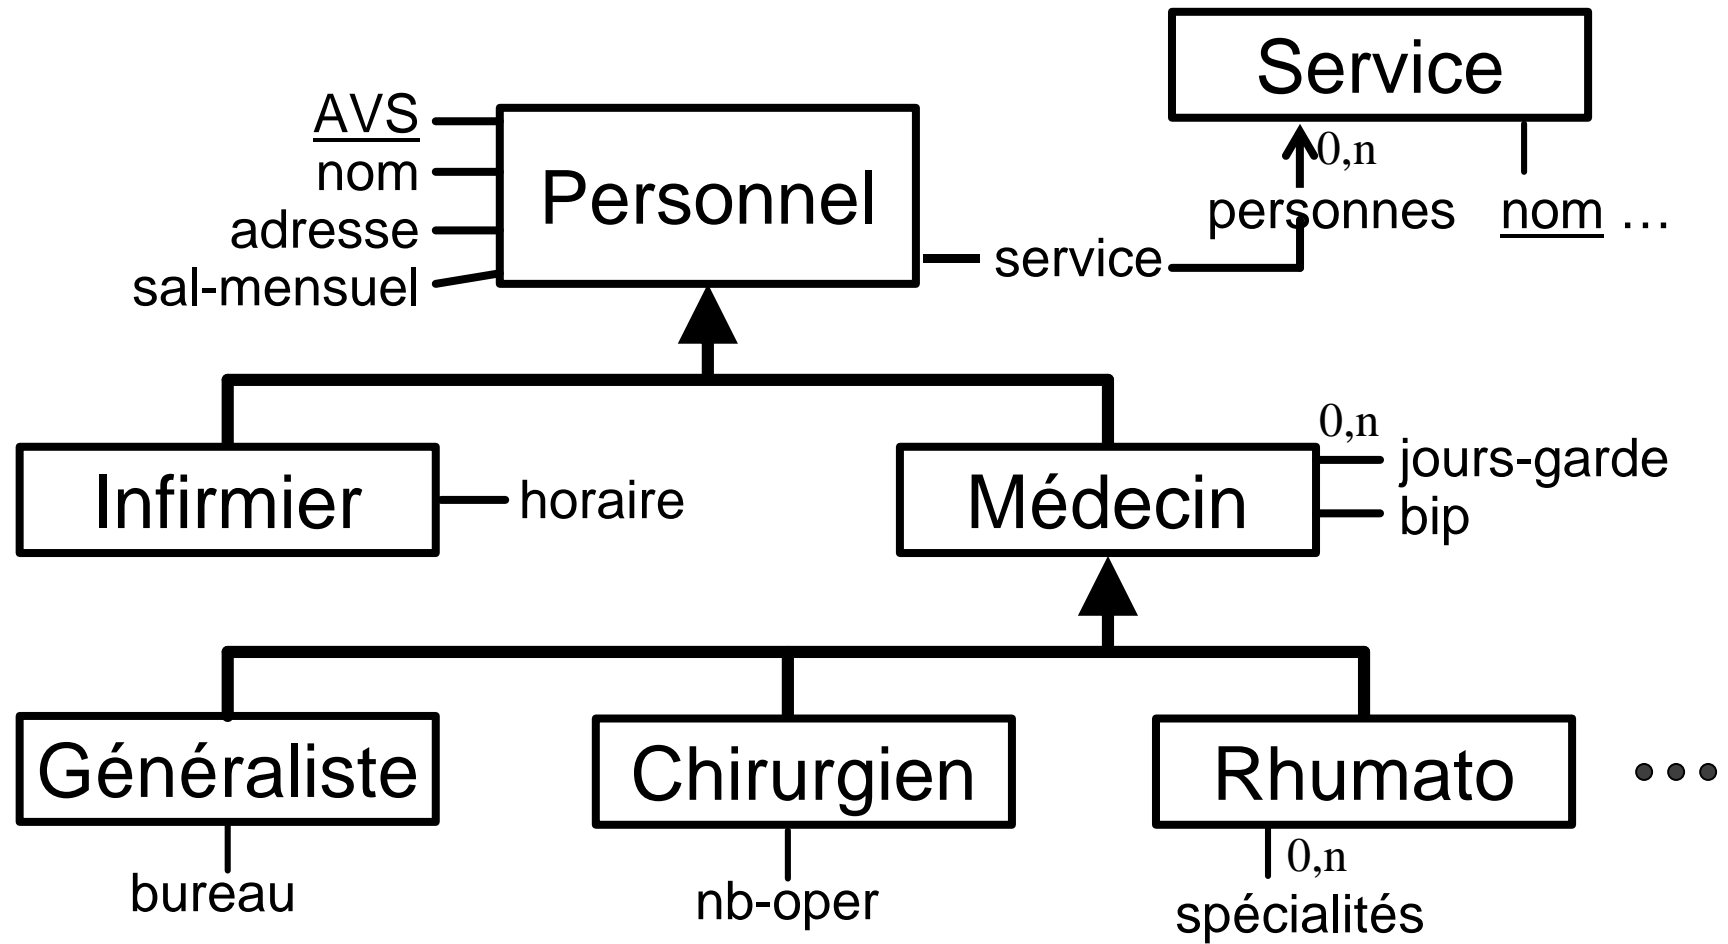 Service
AVS
nom
adresse
sal-mensuel
Personnel
0,n
personnes
nom ...
service
Infirmier
horaire
Médecin
0,n
jours-garde
bip
Généraliste
bureau
Chirurgien
nb-oper
Rhumato
0,n
spécialités